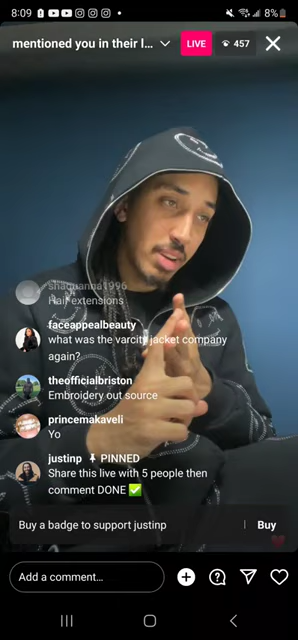 8:09
8%
mentioned you in their l...
LIVE
457
shaquanna1996
Hair extensions
faceappealbeauty
what was the varcity jacket company
again?
theofficialbriston
Embroidery out source
princemakaveli
Yo
justinp PINNED
Share this live with 5 people then
comment DONE ✅
Buy a badge to support justinp
Buy
Add a comment...